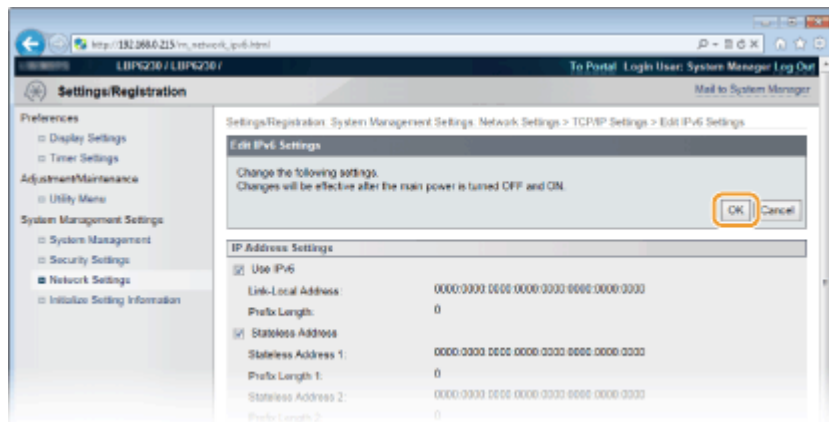 http://192.168.0.215/m_network_ipv6.html
LBP6230 / LBP6230 /
To Portal Login User: System Manager Log Out
Settings/Registration
Mail to System Manager
Preferences
Display Settings
Timer Settings
Adjustment/Maintenance
Utility Menu
System Management Settings
System Management
Security Settings
Network Settings
Initialize Setting Information
Settings/Registration: System Management Settings: Network Settings > TCP/IP Settings > Edit IPv6 Settings
Edit IPv6 Settings
Change the following settings.
Changes will be effective after the main power is turned OFF and ON.
OK Cancel
IP Address Settings
Use IPv6
Link-Local Address: 0000:0000:0000:0000:0000:0000:0000:0000
Prefix Length: 0
Stateless Address
Stateless Address 1: 0000:0000:0000:0000:0000:0000:0000:0000
Prefix Length 1: 0
Stateless Address 2: 0000:0000:0000:0000:0000:0000:0000:0000
Prefix Length 2: 0